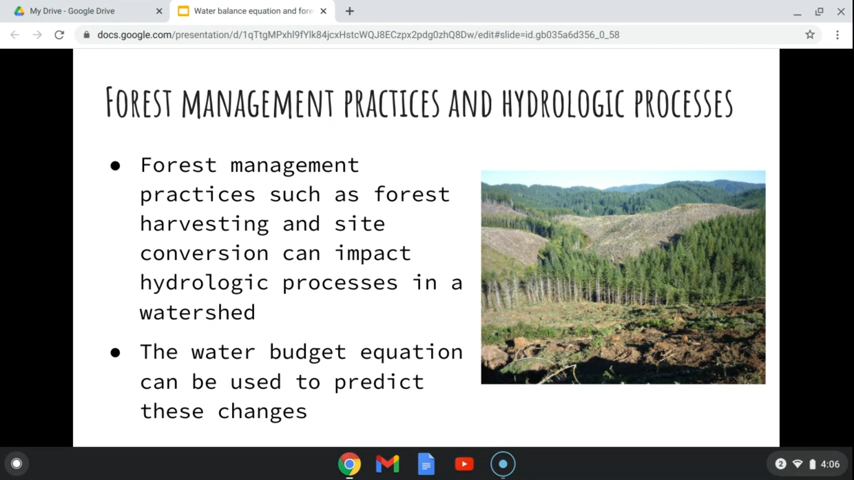 My Drive - Google Drive
Water balance equation and fore
docs.google.com/presentation/d/1qTtgMPxhl9fYlk84jcxHstcWQJ8ECzpx2pdg0zhQ8Dw/edit#slide=id.gb035a6d356_0_58
Forest management practices and hydrologic processes
● Forest management
practices such as forest
harvesting and site
conversion can impact
hydrologic processes in a
watershed
● The water budget equation
can be used to predict
these changes
2
4:06